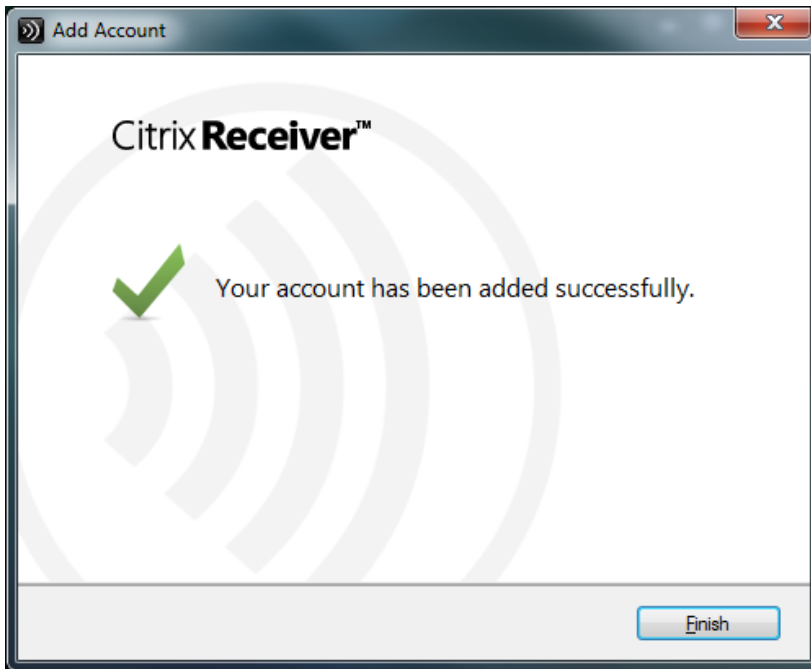 Add Account
Citrix Receiver™
Your account has been added successfully.
Finish